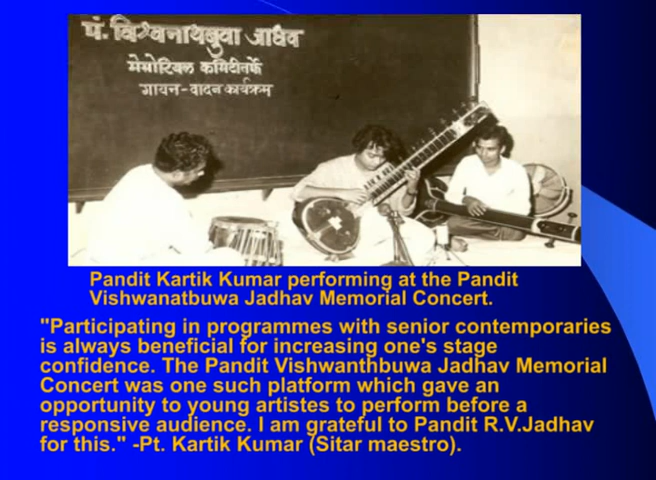 पं. विश्वनाथबुवा जाधव
मेमोरियल कमिटीतर्फे
गायन-वादन कार्यक्रम
Pandit Kartik Kumar performing at the Pandit
Vishwanatbuwa Jadhav Memorial Concert.
"Participating in programmes with senior contemporaries
is always beneficial for increasing one's stage
confidence. The Pandit Vishwanthbuwa Jadhav Memorial
Concert was one such platform which gave an
opportunity to young artistes to perform before a
responsive audience. I am grateful to Pandit R.V.Jadhav
for this." -Pt. Kartik Kumar (Sitar maestro).